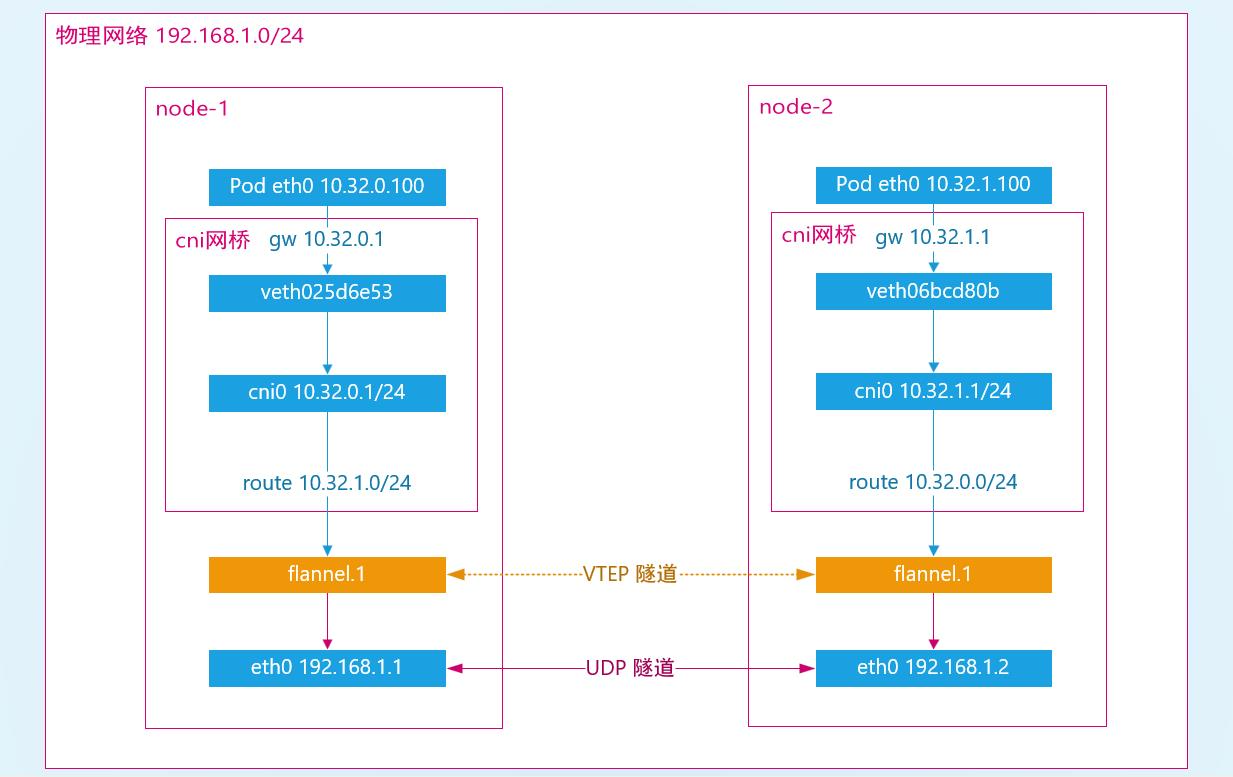 物理网络 192.168.1.0/24
node-1
Pod eth0 10.32.0.100
cni网桥 gw 10.32.0.1
veth025d6e53
cni0 10.32.0.1/24
route 10.32.1.0/24
flannel.1
eth0 192.168.1.1
VTEP 隧道
UDP 隧道
node-2
Pod eth0 10.32.1.100
cni网桥 gw 10.32.1.1
veth06bcd80b
cni0 10.32.1.1/24
route 10.32.0.0/24
flannel.1
eth0 192.168.1.2